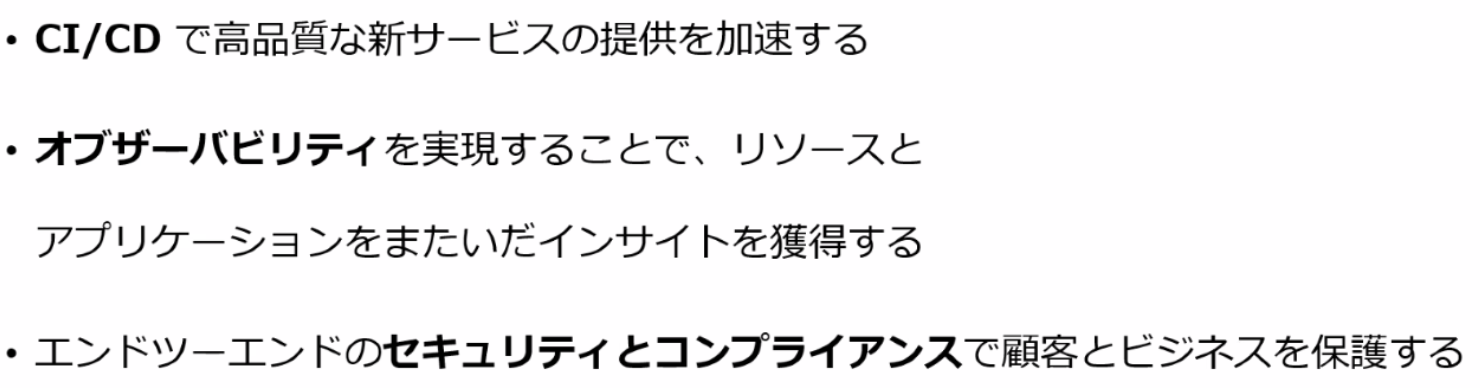 • CI/CD で高品質な新サービスの提供を加速する
• オブザーバビリティを実現することで、リソースと
アプリケーションをまたいだインサイトを獲得する
• エンドツーエンドのセキュリティとコンプライアンスで顧客とビジネスを保護する